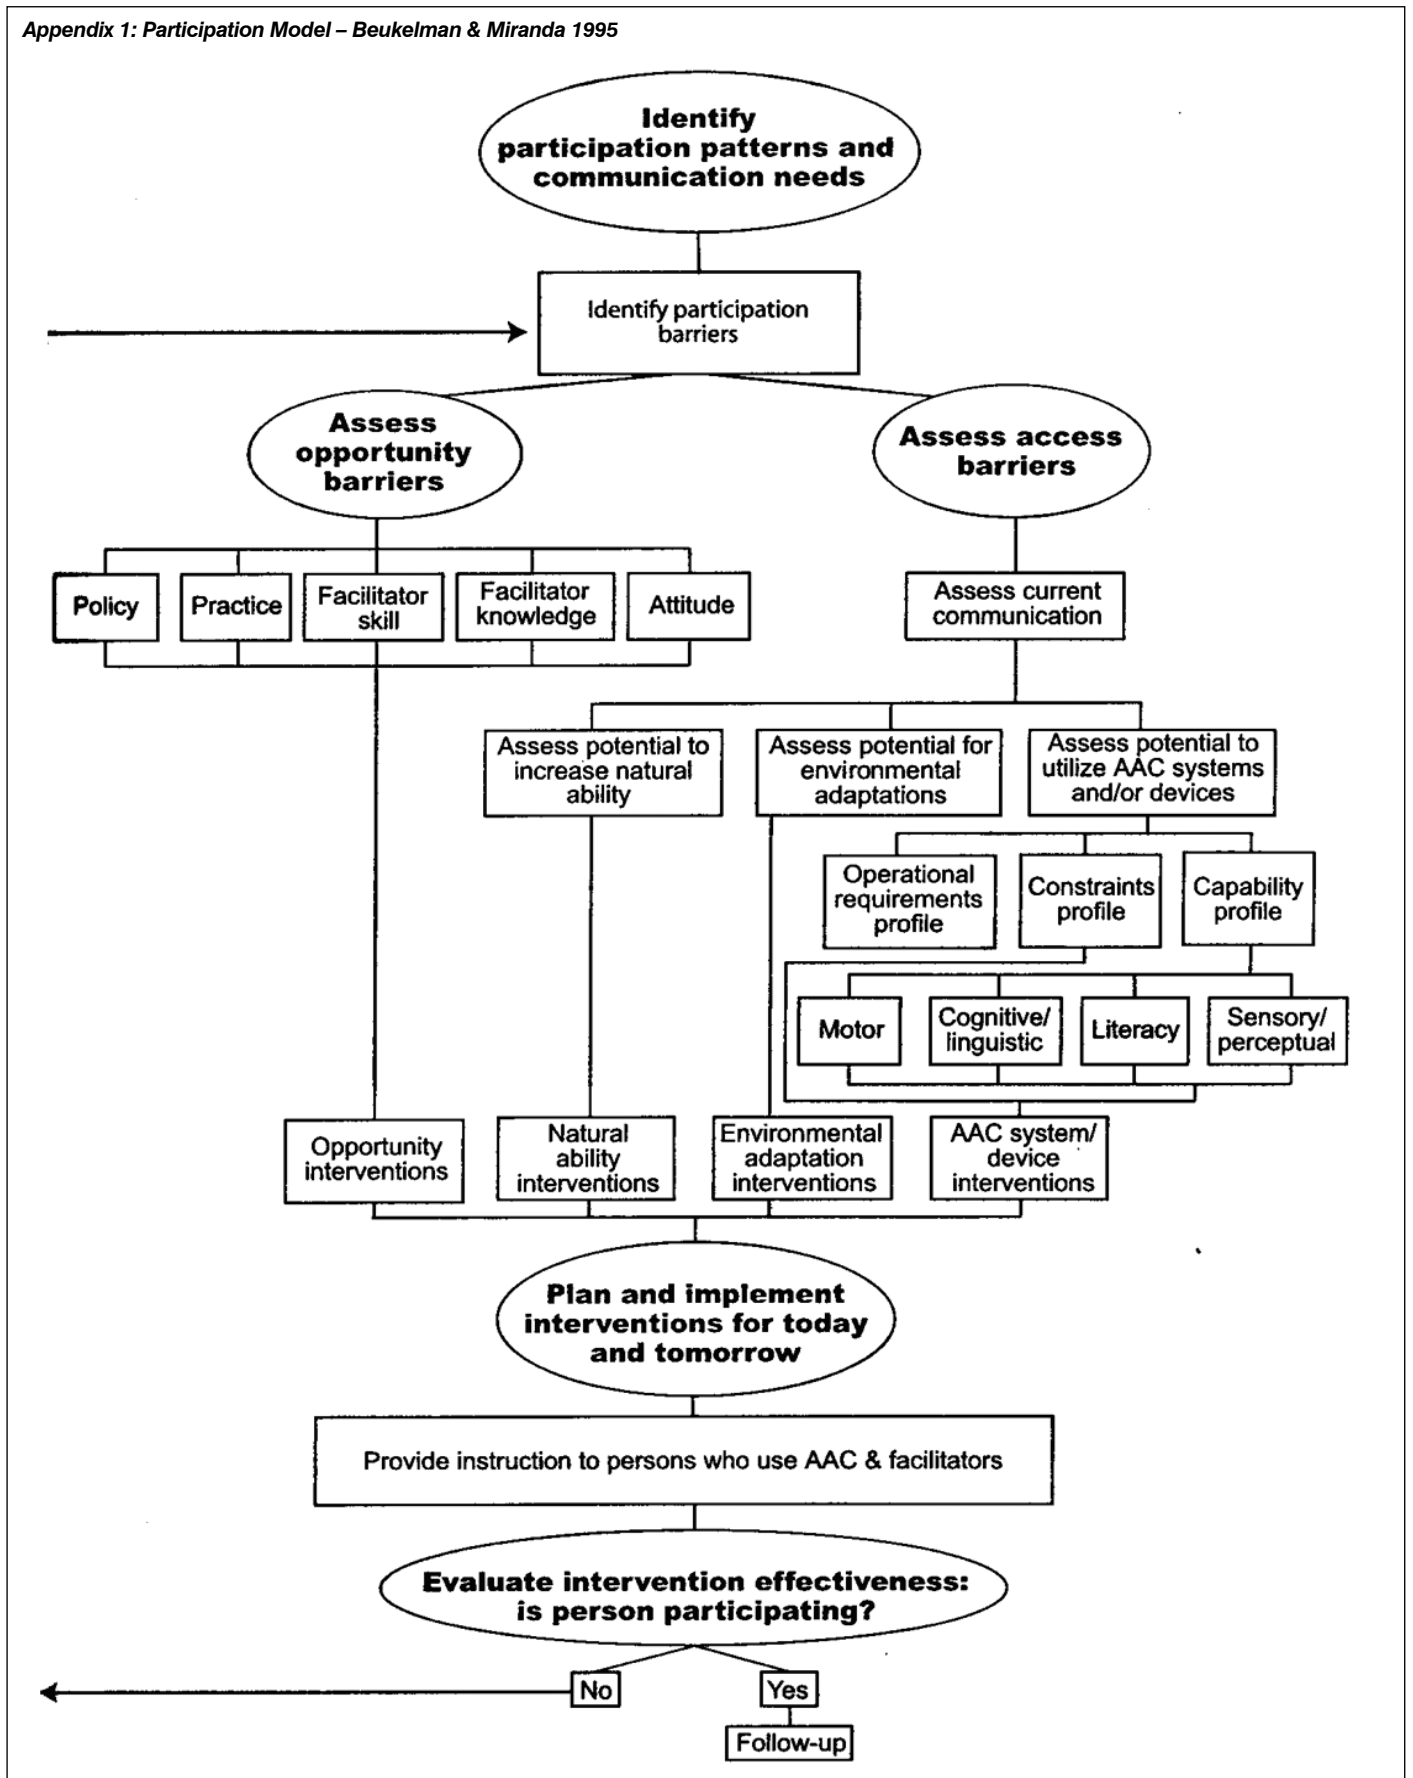 Appendix 1: Participation Model – Beukelman & Miranda 1995
Identify
participation patterns and
communication needs
Identify participation
barriers
Assess
opportunity
barriers
Assess access
barriers
Policy
Practice
Facilitator
skill
Facilitator
knowledge
Attitude
Assess current
communication
Assess potential to
increase natural
ability
Assess potential for
environmental
adaptations
Assess potential to
utilize AAC systems
and/or devices
Operational
requirements
profile
Constraints
profile
Capability
profile
Motor
Cognitive/
linguistic
Literacy
Sensory/
perceptual
Opportunity
interventions
Natural
ability
interventions
Environmental
adaptation
interventions
AAC system/
device
interventions
Plan and implement
interventions for today
and tomorrow
Provide instruction to persons who use AAC & facilitators
Evaluate intervention effectiveness:
is person participating?
No
Yes
Follow-up